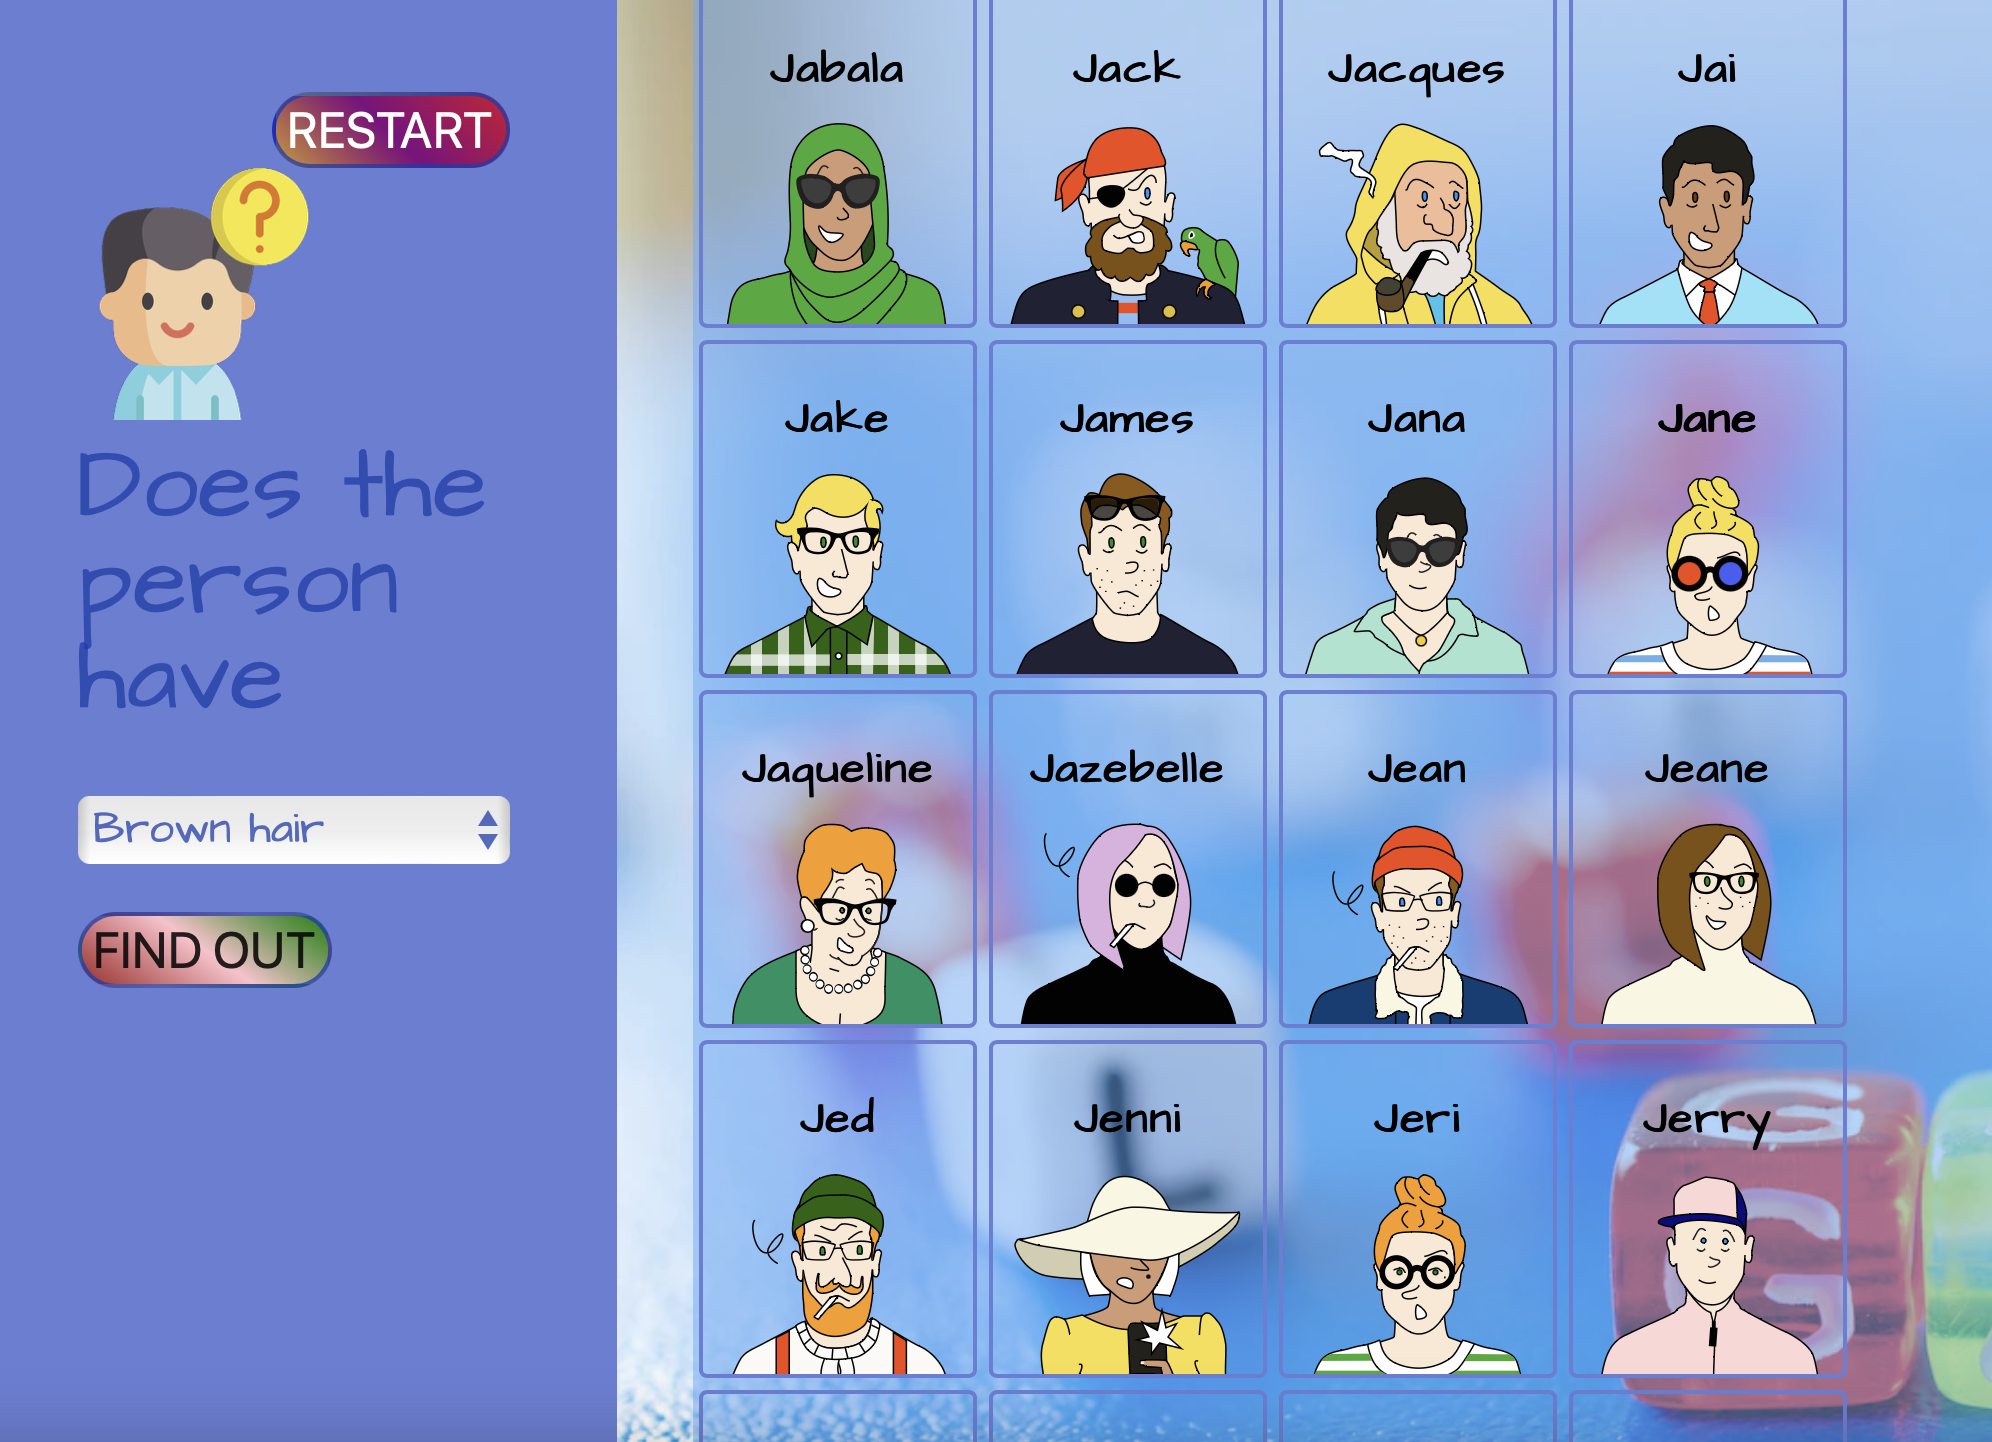 RESTART
?
Does the
person
have
Brown hair
FIND OUT
Jabala
Jack
Jacques
Jai
Jake
James
Jana
Jane
Jaqueline
Jazebelle
Jean
Jeane
Jed
Jenni
Jeri
Jerry
L
G
G